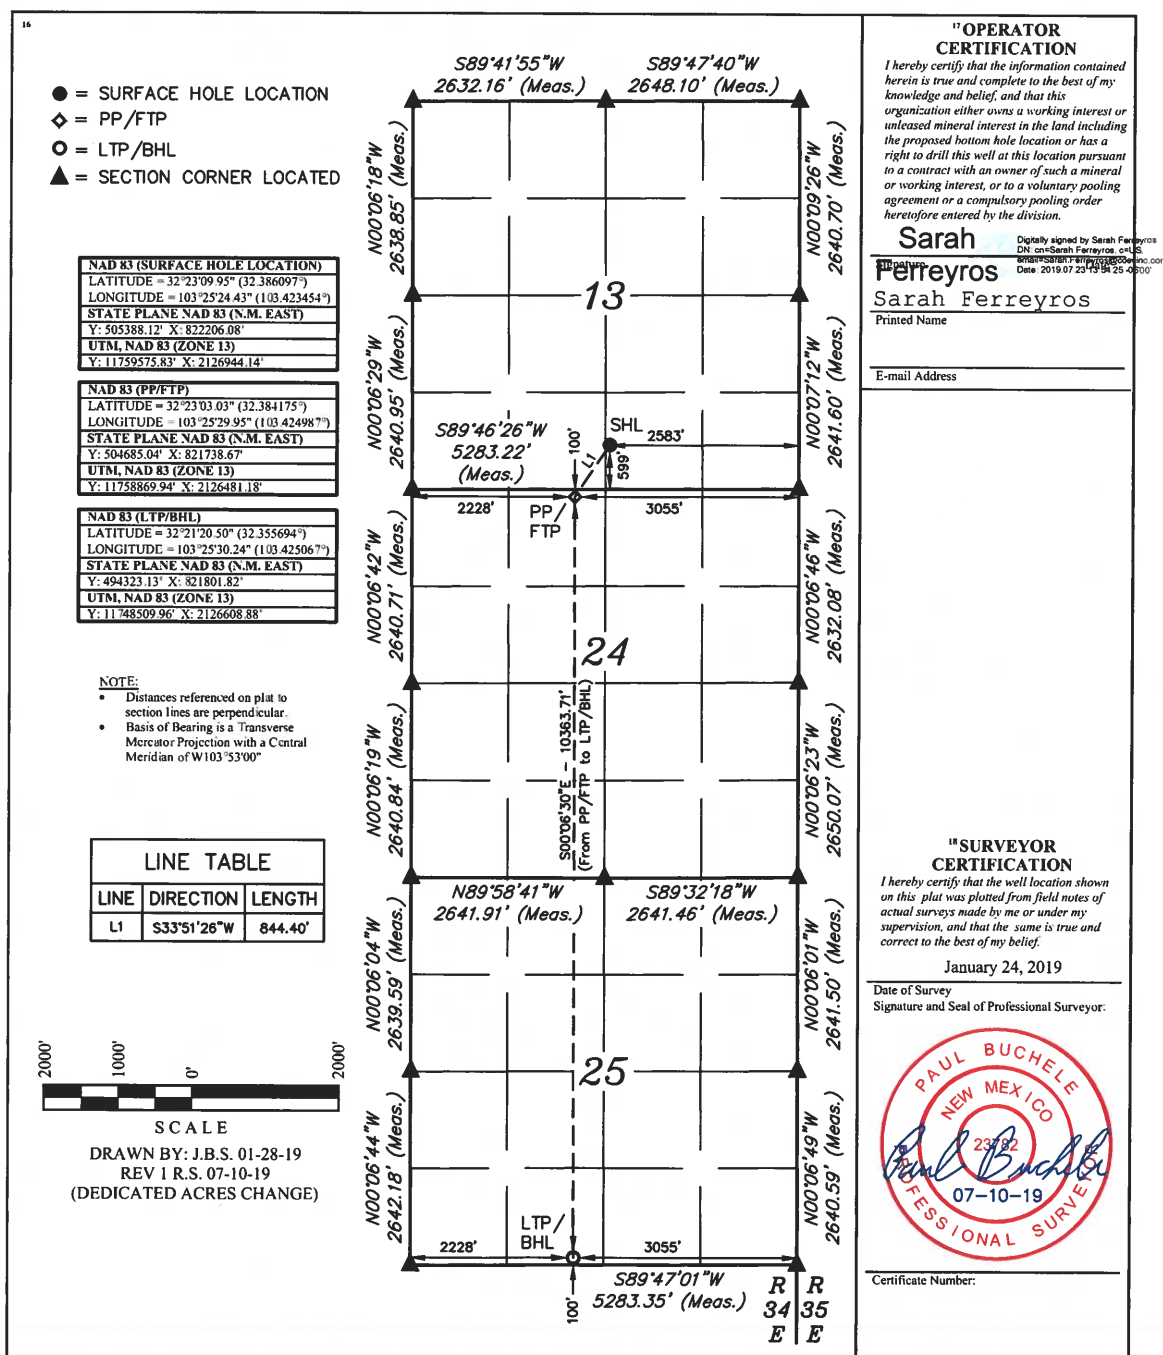 16
● = SURFACE HOLE LOCATION
◇ = PP/FTP
○ = LTP/BHL
▲ = SECTION CORNER LOCATED
NAD 83 (SURFACE HOLE LOCATION)
LATITUDE = 32°23'09.95" (32.386097°)
LONGITUDE = 103°25'24.43" (103.423454°)
STATE PLANE NAD 83 (N.M. EAST)
Y: 505388.12' X: 822206.08'
UTM, NAD 83 (ZONE 13)
Y: 11759575.83' X: 2126944.14'
NAD 83 (PP/FTP)
LATITUDE = 32°23'03.03" (32.384175°)
LONGITUDE = 103°25'29.95" (103.424987°)
STATE PLANE NAD 83 (N.M. EAST)
Y: 504685.04' X: 821738.67'
UTM, NAD 83 (ZONE 13)
Y: 11758869.94' X: 2126481.18'
NAD 83 (LTP/BHL)
LATITUDE = 32°21'20.50" (32.355694°)
LONGITUDE = 103°25'30.24" (103.425067°)
STATE PLANE NAD 83 (N.M. EAST)
Y: 494323.13' X: 821801.82'
UTM, NAD 83 (ZONE 13)
Y: 11748509.96' X: 2126608.88'
NOTE:
• Distances referenced on plat to
section lines are perpendicular.
• Basis of Bearing is a Transverse
Mercator Projection with a Central
Meridian of W103°53'00"
LINE TABLE
LINE DIRECTION LENGTH
L1 S33°51'26"W 844.40'
2000' 1000' 0' 2000'
SCALE
DRAWN BY: J.B.S. 01-28-19
REV 1 R.S. 07-10-19
(DEDICATED ACRES CHANGE)
S89°41'55"W
2632.16' (Meas.)
S89°47'40"W
2648.10' (Meas.)
N00°06'18"W
2638.85' (Meas.)
N00°09'26"W
2640.70' (Meas.)
13
N00°06'29"W
2640.95' (Meas.)
N00°07'12"W
2641.60' (Meas.)
S89°46'26"W
5283.22'
(Meas.)
100'
L1
SHL
2583'
599'
2228'
PP/
FTP
3055'
N00°06'42"W
2640.71' (Meas.)
N00°06'46"W
2632.08' (Meas.)
24
S00°06'30"E - 10363.71'
(From PP/FTP to LTP/BHL)
N00°06'19"W
2640.84' (Meas.)
N00°06'23"W
2650.07' (Meas.)
N89°58'41"W
2641.91' (Meas.)
S89°32'18"W
2641.46' (Meas.)
N00°06'04"W
2639.59' (Meas.)
N00°06'01"W
2641.50' (Meas.)
25
N00°06'44"W
2642.18' (Meas.)
N00°06'49"W
2640.59' (Meas.)
LTP/
BHL
2228'
3055'
100'
S89°47'01"W
5283.35' (Meas.)
R R
34 35
E E
17 OPERATOR
CERTIFICATION
I hereby certify that the information contained
herein is true and complete to the best of my
knowledge and belief, and that this
organization either owns a working interest or
unleased mineral interest in the land including
the proposed bottom hole location or has a
right to drill this well at this location pursuant
to a contract with an owner of such a mineral
or working interest, or to a voluntary pooling
agreement or a compulsory pooling order
heretofore entered by the division.
Sarah
Ferreyros
Digitally signed by Sarah Ferreyros
DN: cn=Sarah Ferreyros, c=US,
Date: 2019.07.23
Signature
Sarah Ferreyros
Printed Name
E-mail Address
18 SURVEYOR
CERTIFICATION
I hereby certify that the well location shown
on this plat was plotted from field notes of
actual surveys made by me or under my
supervision, and that the same is true and
correct to the best of my belief.
January 24, 2019
Date of Survey
Signature and Seal of Professional Surveyor:
PAUL BUCHELE
NEW MEXICO
23782
Paul Buchele
07-10-19
PROFESSIONAL SURVEYOR
Certificate Number: